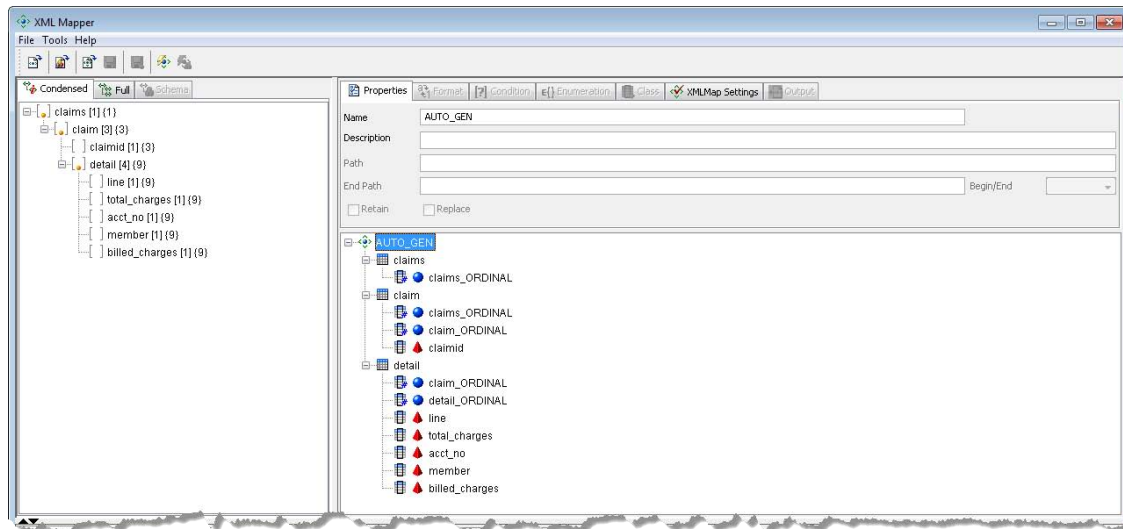 XML Mapper
File Tools Help
Condensed Full Schema
claims [1] {1}
claim [3] {3}
claimid [1] {3}
detail [4] {9}
line [1] {9}
total_charges [1] {9}
acct_no [1] {9}
member [1] {9}
billed_charges [1] {9}
Properties Format [?] Condition E{} Enumeration Class XMLMap Settings Output
Name AUTO_GEN
Description
Path
End Path Begin/End
Retain Replace
AUTO_GEN
claims
claims_ORDINAL
claim
claims_ORDINAL
claim_ORDINAL
claimid
detail
claim_ORDINAL
detail_ORDINAL
line
total_charges
acct_no
member
billed_charges